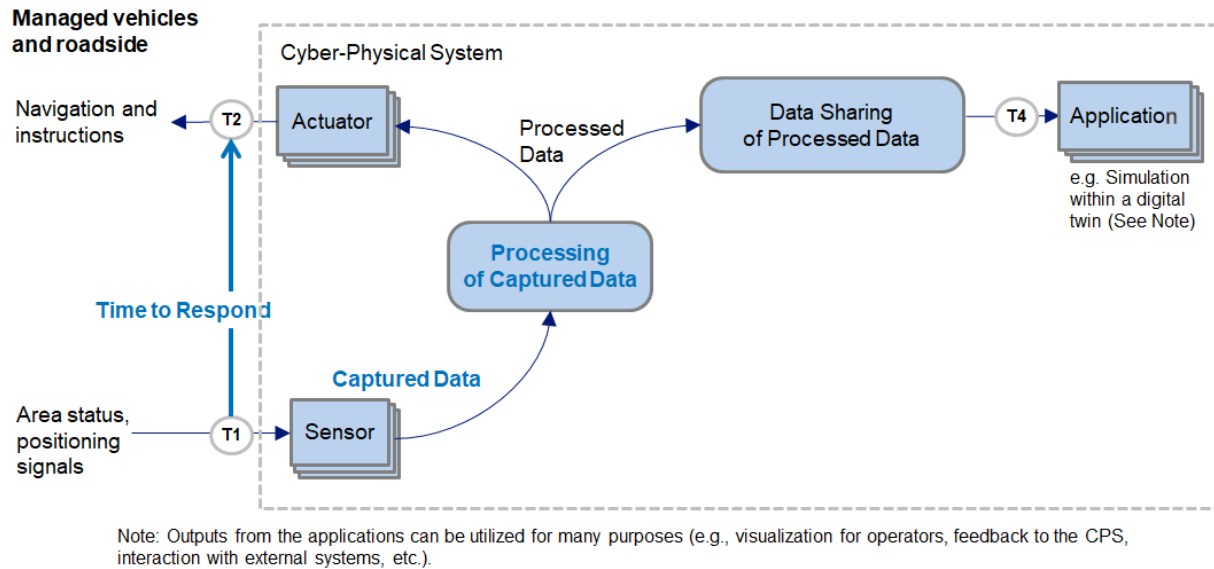 Managed vehicles
and roadside
Cyber-Physical System
Navigation and
instructions
T2
Actuator
Processed
Data
Data Sharing
of Processed Data
T4
Application
e.g. Simulation
within a digital
twin (See Note)
Processing
of Captured Data
Time to Respond
Captured Data
Area status,
positioning
signals
T1
Sensor
Note: Outputs from the applications can be utilized for many purposes (e.g., visualization for operators, feedback to the CPS,
interaction with external systems, etc.).